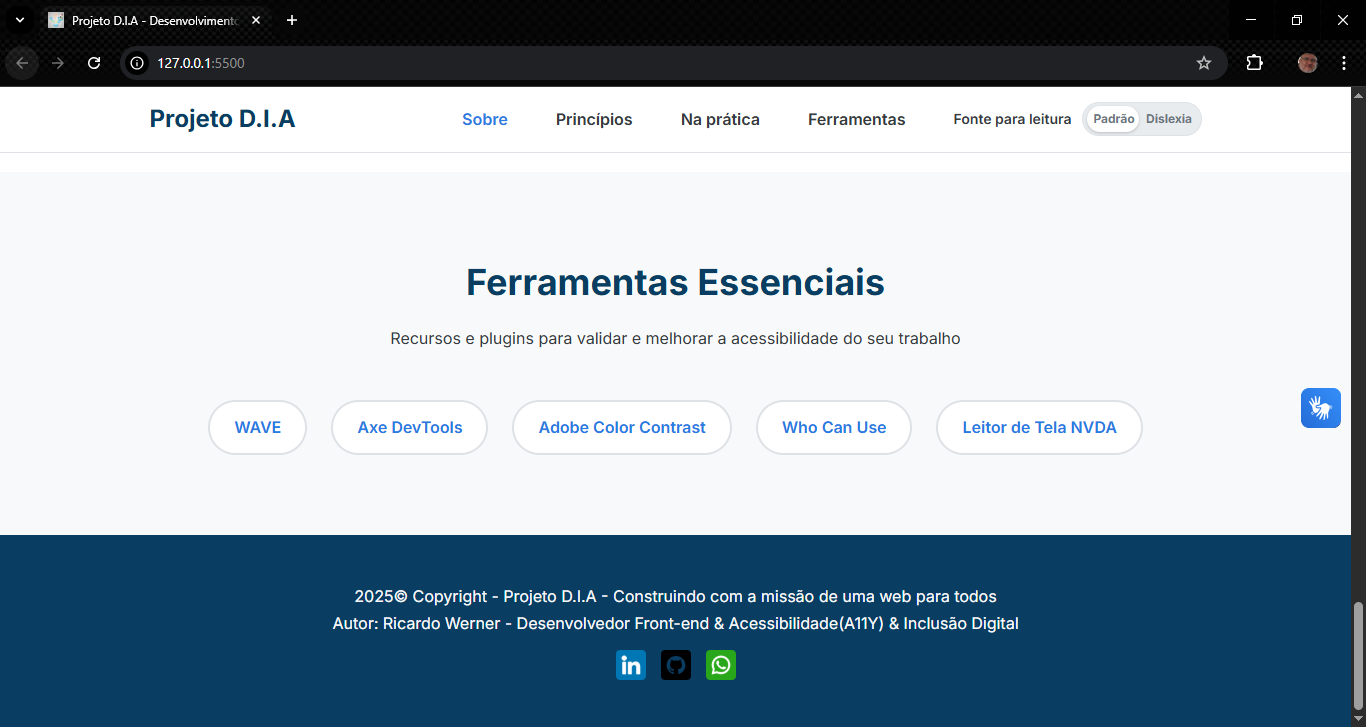 Projeto D.I.A - Desenvolviment
127.0.0.1:5500
Projeto D.I.A
Sobre
Princípios
Na prática
Ferramentas
Fonte para leitura
Padrão
Dislexia
Ferramentas Essenciais
Recursos e plugins para validar e melhorar a acessibilidade do seu trabalho
WAVE
Axe DevTools
Adobe Color Contrast
Who Can Use
Leitor de Tela NVDA
2025© Copyright - Projeto D.I.A - Construindo com a missão de uma web para todos
Autor: Ricardo Werner - Desenvolvedor Front-end & Acessibilidade(A11Y) & Inclusão Digital
in